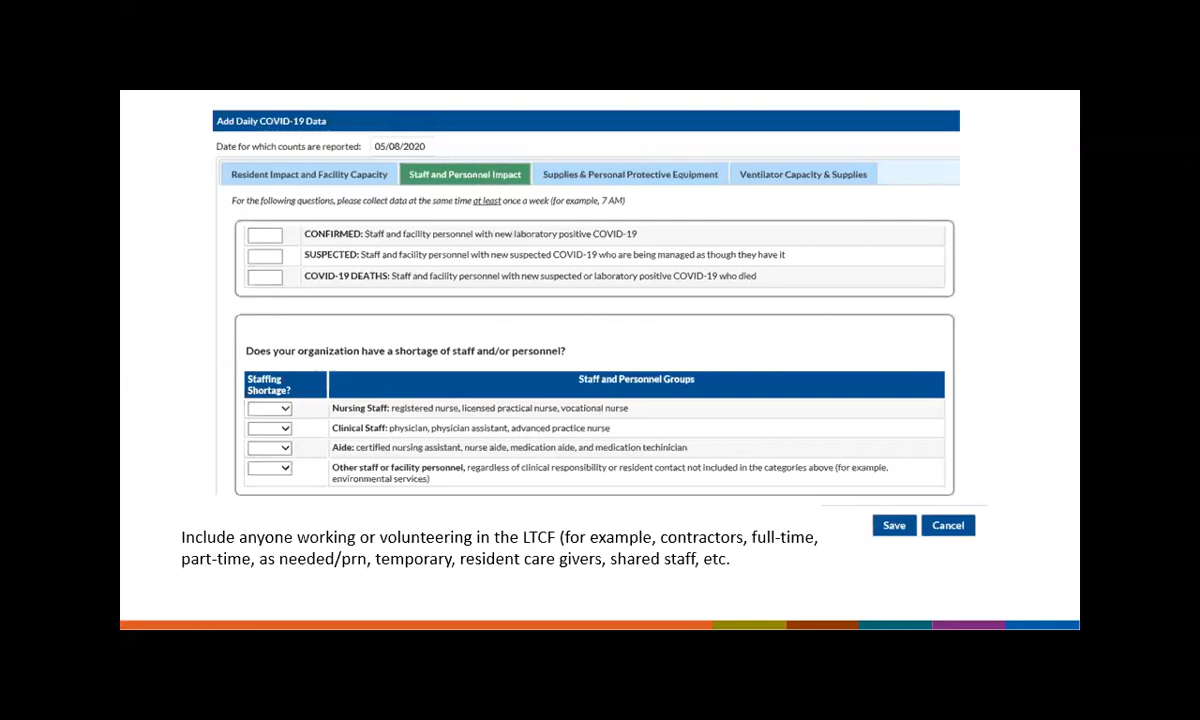 Add Daily COVID-19 Data
Date for which counts are reported: 05/08/2020
Resident Impact and Facility Capacity Staff and Personnel Impact Supplies & Personal Protective Equipment Ventilator Capacity & Supplies
For the following questions, please collect data at the same time at least once a week (for example, 7 AM)
CONFIRMED: Staff and facility personnel with new laboratory positive COVID-19
SUSPECTED: Staff and facility personnel with new suspected COVID-19 who are being managed as though they have it
COVID-19 DEATHS: Staff and facility personnel with new suspected or laboratory positive COVID-19 who died
Does your organization have a shortage of staff and/or personnel?
Staffing
Shortage?
Staff and Personnel Groups
Nursing Staff: registered nurse, licensed practical nurse, vocational nurse
Clinical Staff: physician, physician assistant, advanced practice nurse
Aide: certified nursing assistant, nurse aide, medication aide, and medication techinician
Other staff or facility personnel, regardless of clinical responsibility or resident contact not included in the categories above (for example,
environmental services)
Save Cancel
Include anyone working or volunteering in the LTCF (for example, contractors, full-time,
part-time, as needed/prn, temporary, resident care givers, shared staff, etc.